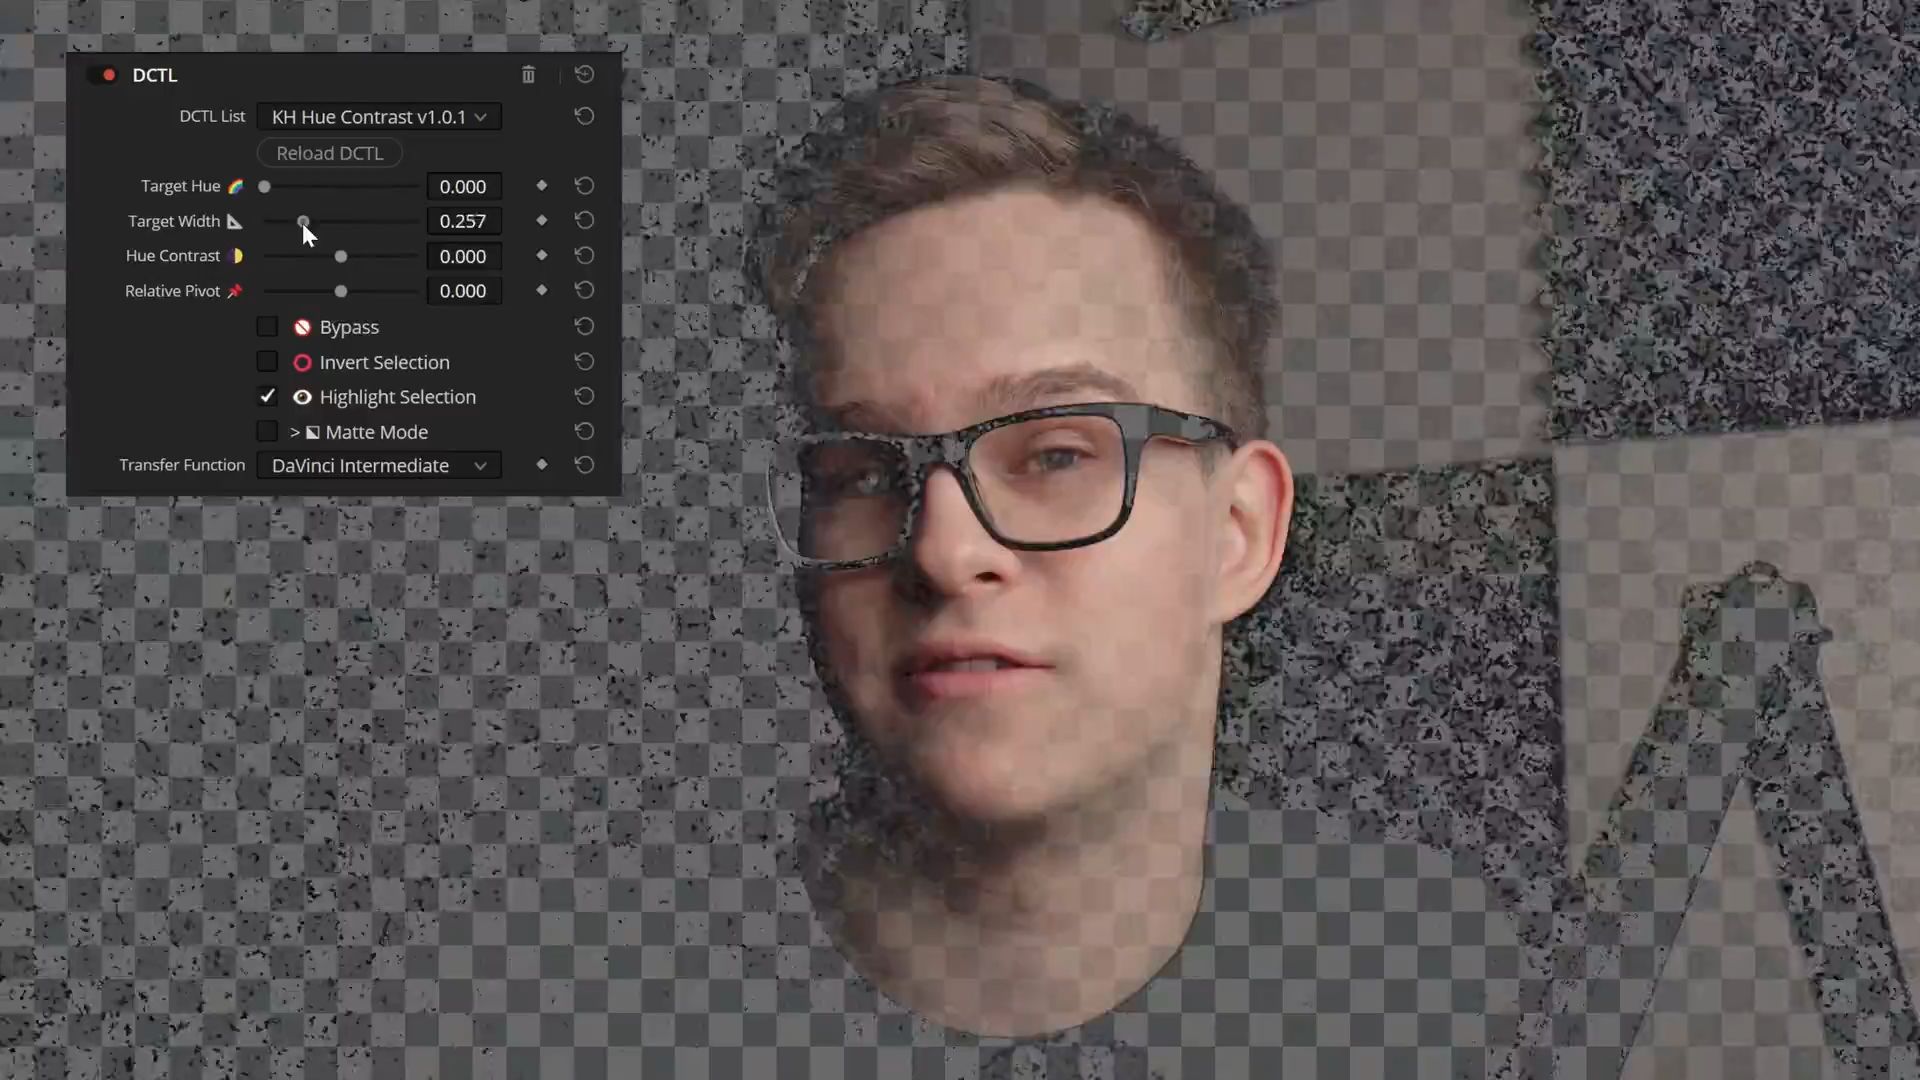 DCTL
DCTL List KH Hue Contrast v1.0.1
Reload DCTL
Target Hue 0.000
Target Width 0.257
Hue Contrast 0.000
Relative Pivot 0.000
Bypass
Invert Selection
Highlight Selection
> Matte Mode
Transfer Function DaVinci Intermediate